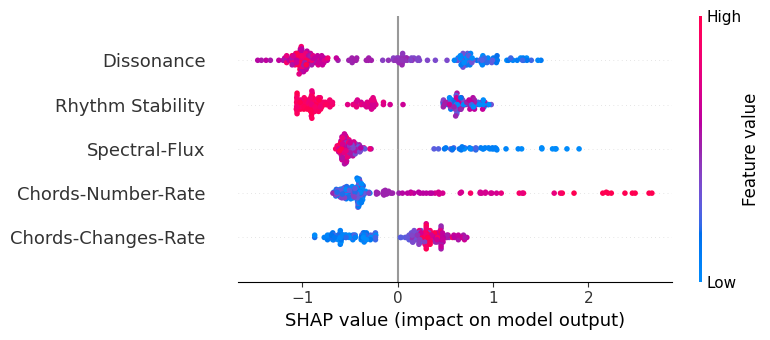 High
Dissonance
Rhythm Stability
Spectral-Flux
Chords-Number-Rate
Chords-Changes-Rate
Feature value
Low
−1 0 1 2
SHAP value (impact on model output)